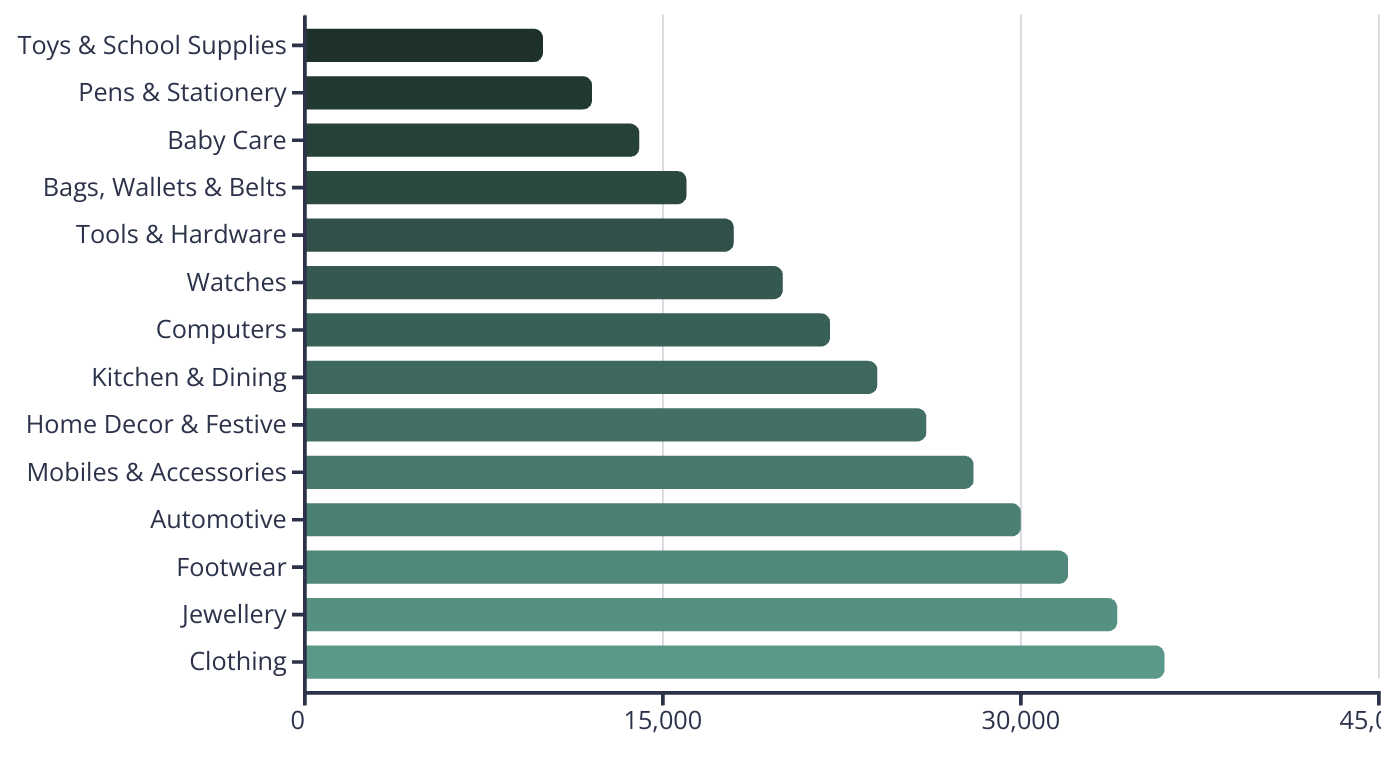 Toys & School Supplies
Pens & Stationery
Baby Care
Bags, Wallets & Belts
Tools & Hardware
Watches
Computers
Kitchen & Dining
Home Decor & Festive
Mobiles & Accessories
Automotive
Footwear
Jewellery
Clothing
0 15,000 30,000